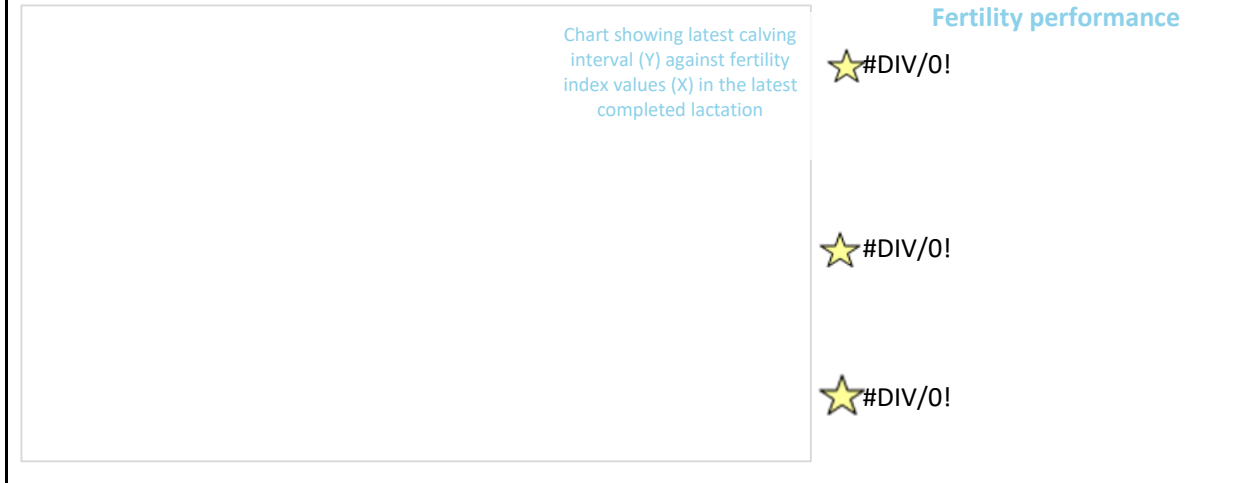 Chart showing latest calving
interval (Y) against fertility
index values (X) in the latest
completed lactation
Fertility performance
#DIV/0!
#DIV/0!
#DIV/0!